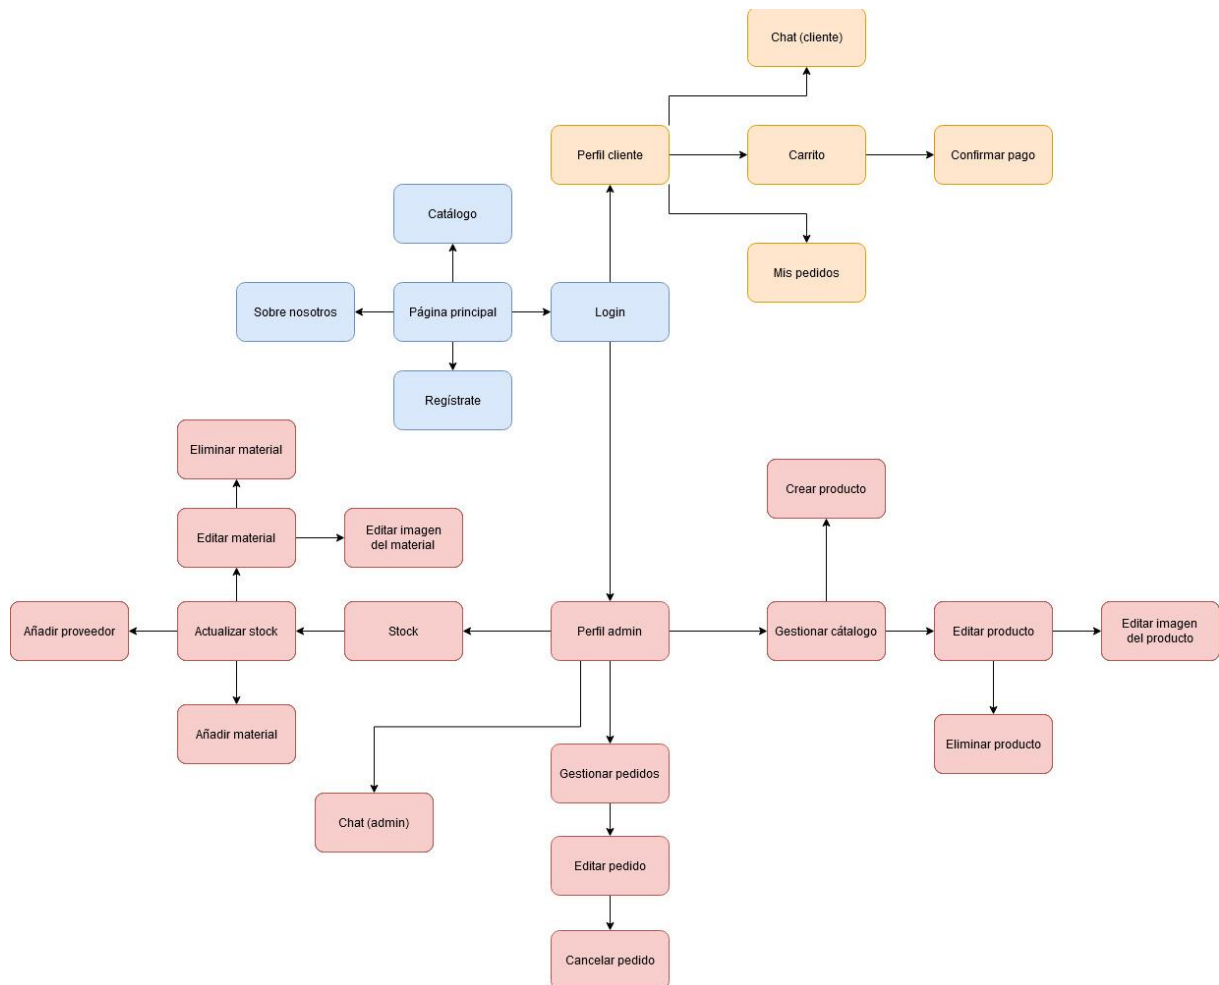 Chat (cliente)
Perfil cliente
Carrito
Confirmar pago
Catálogo
Mis pedidos
Sobre nosotros
Página principal
Login
Regístrate
Eliminar material
Crear producto
Editar material
Editar imagen
del material
Añadir proveedor
Actualizar stock
Stock
Perfil admin
Gestionar cátalogo
Editar producto
Editar imagen
del producto
Añadir material
Eliminar producto
Gestionar pedidos
Chat (admin)
Editar pedido
Cancelar pedido